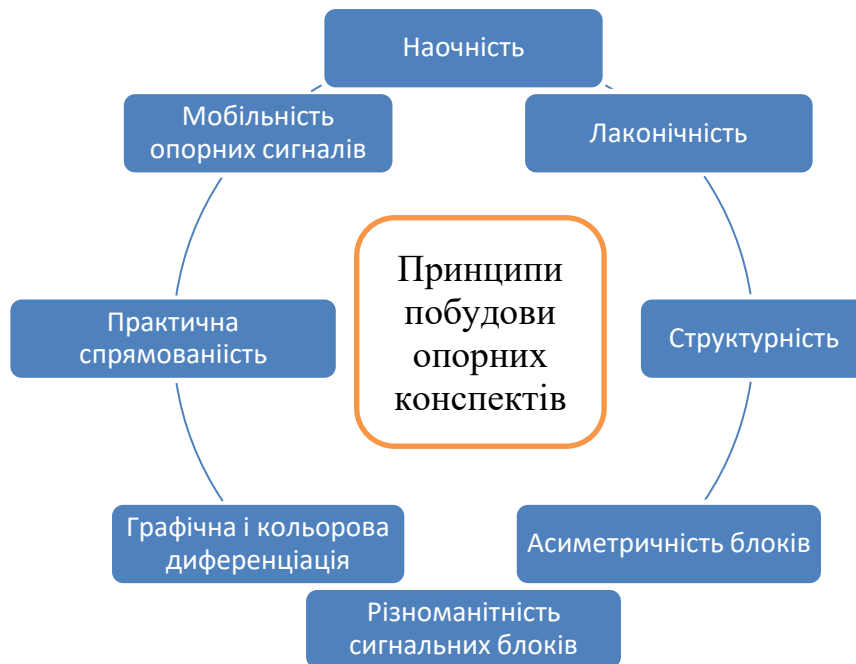 Наочність
Мобільність
опорних сигналів
Лаконічність
Принципи
побудови
опорних
конспектів
Практична
спрямованіість
Структурність
Графічна і кольорова
диференціація
Асиметричність блоків
Різноманітність
сигнальних блоків